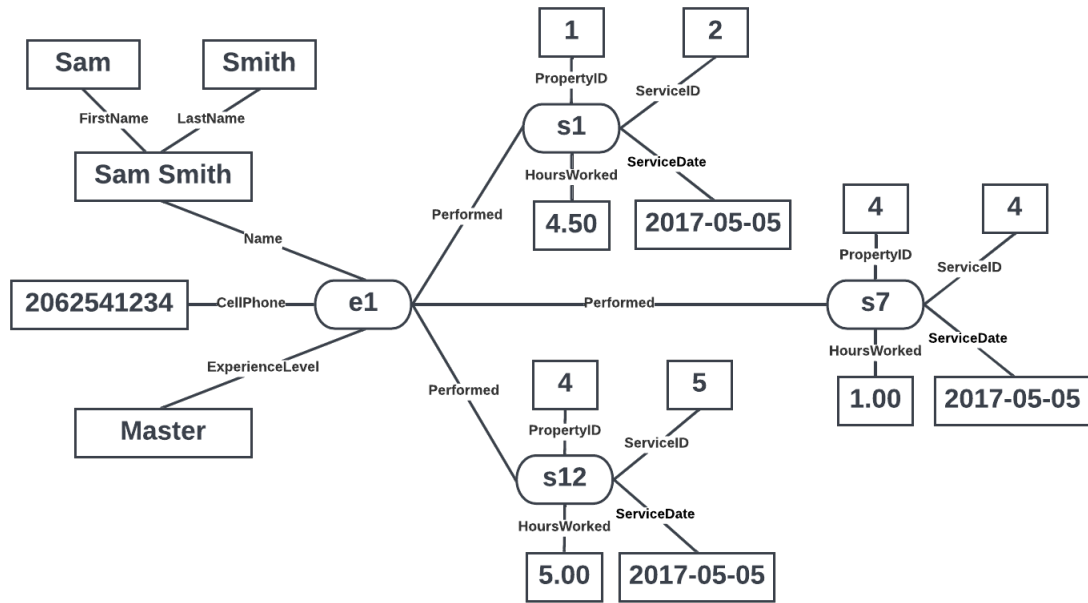 1
2
Sam
Smith
PropertyID
ServiceID
FirstName
LastName
s1
ServiceDate
Sam Smith
HoursWorked
4.50
2017-05-05
4
4
Performed
Name
PropertyID
ServiceID
2062541234
CellPhone
e1
Performed
s7
ServiceDate
HoursWorked
ExperienceLevel
Performed
4
5
1.00
2017-05-05
Master
PropertyID
ServiceID
s12
ServiceDate
HoursWorked
5.00
2017-05-05